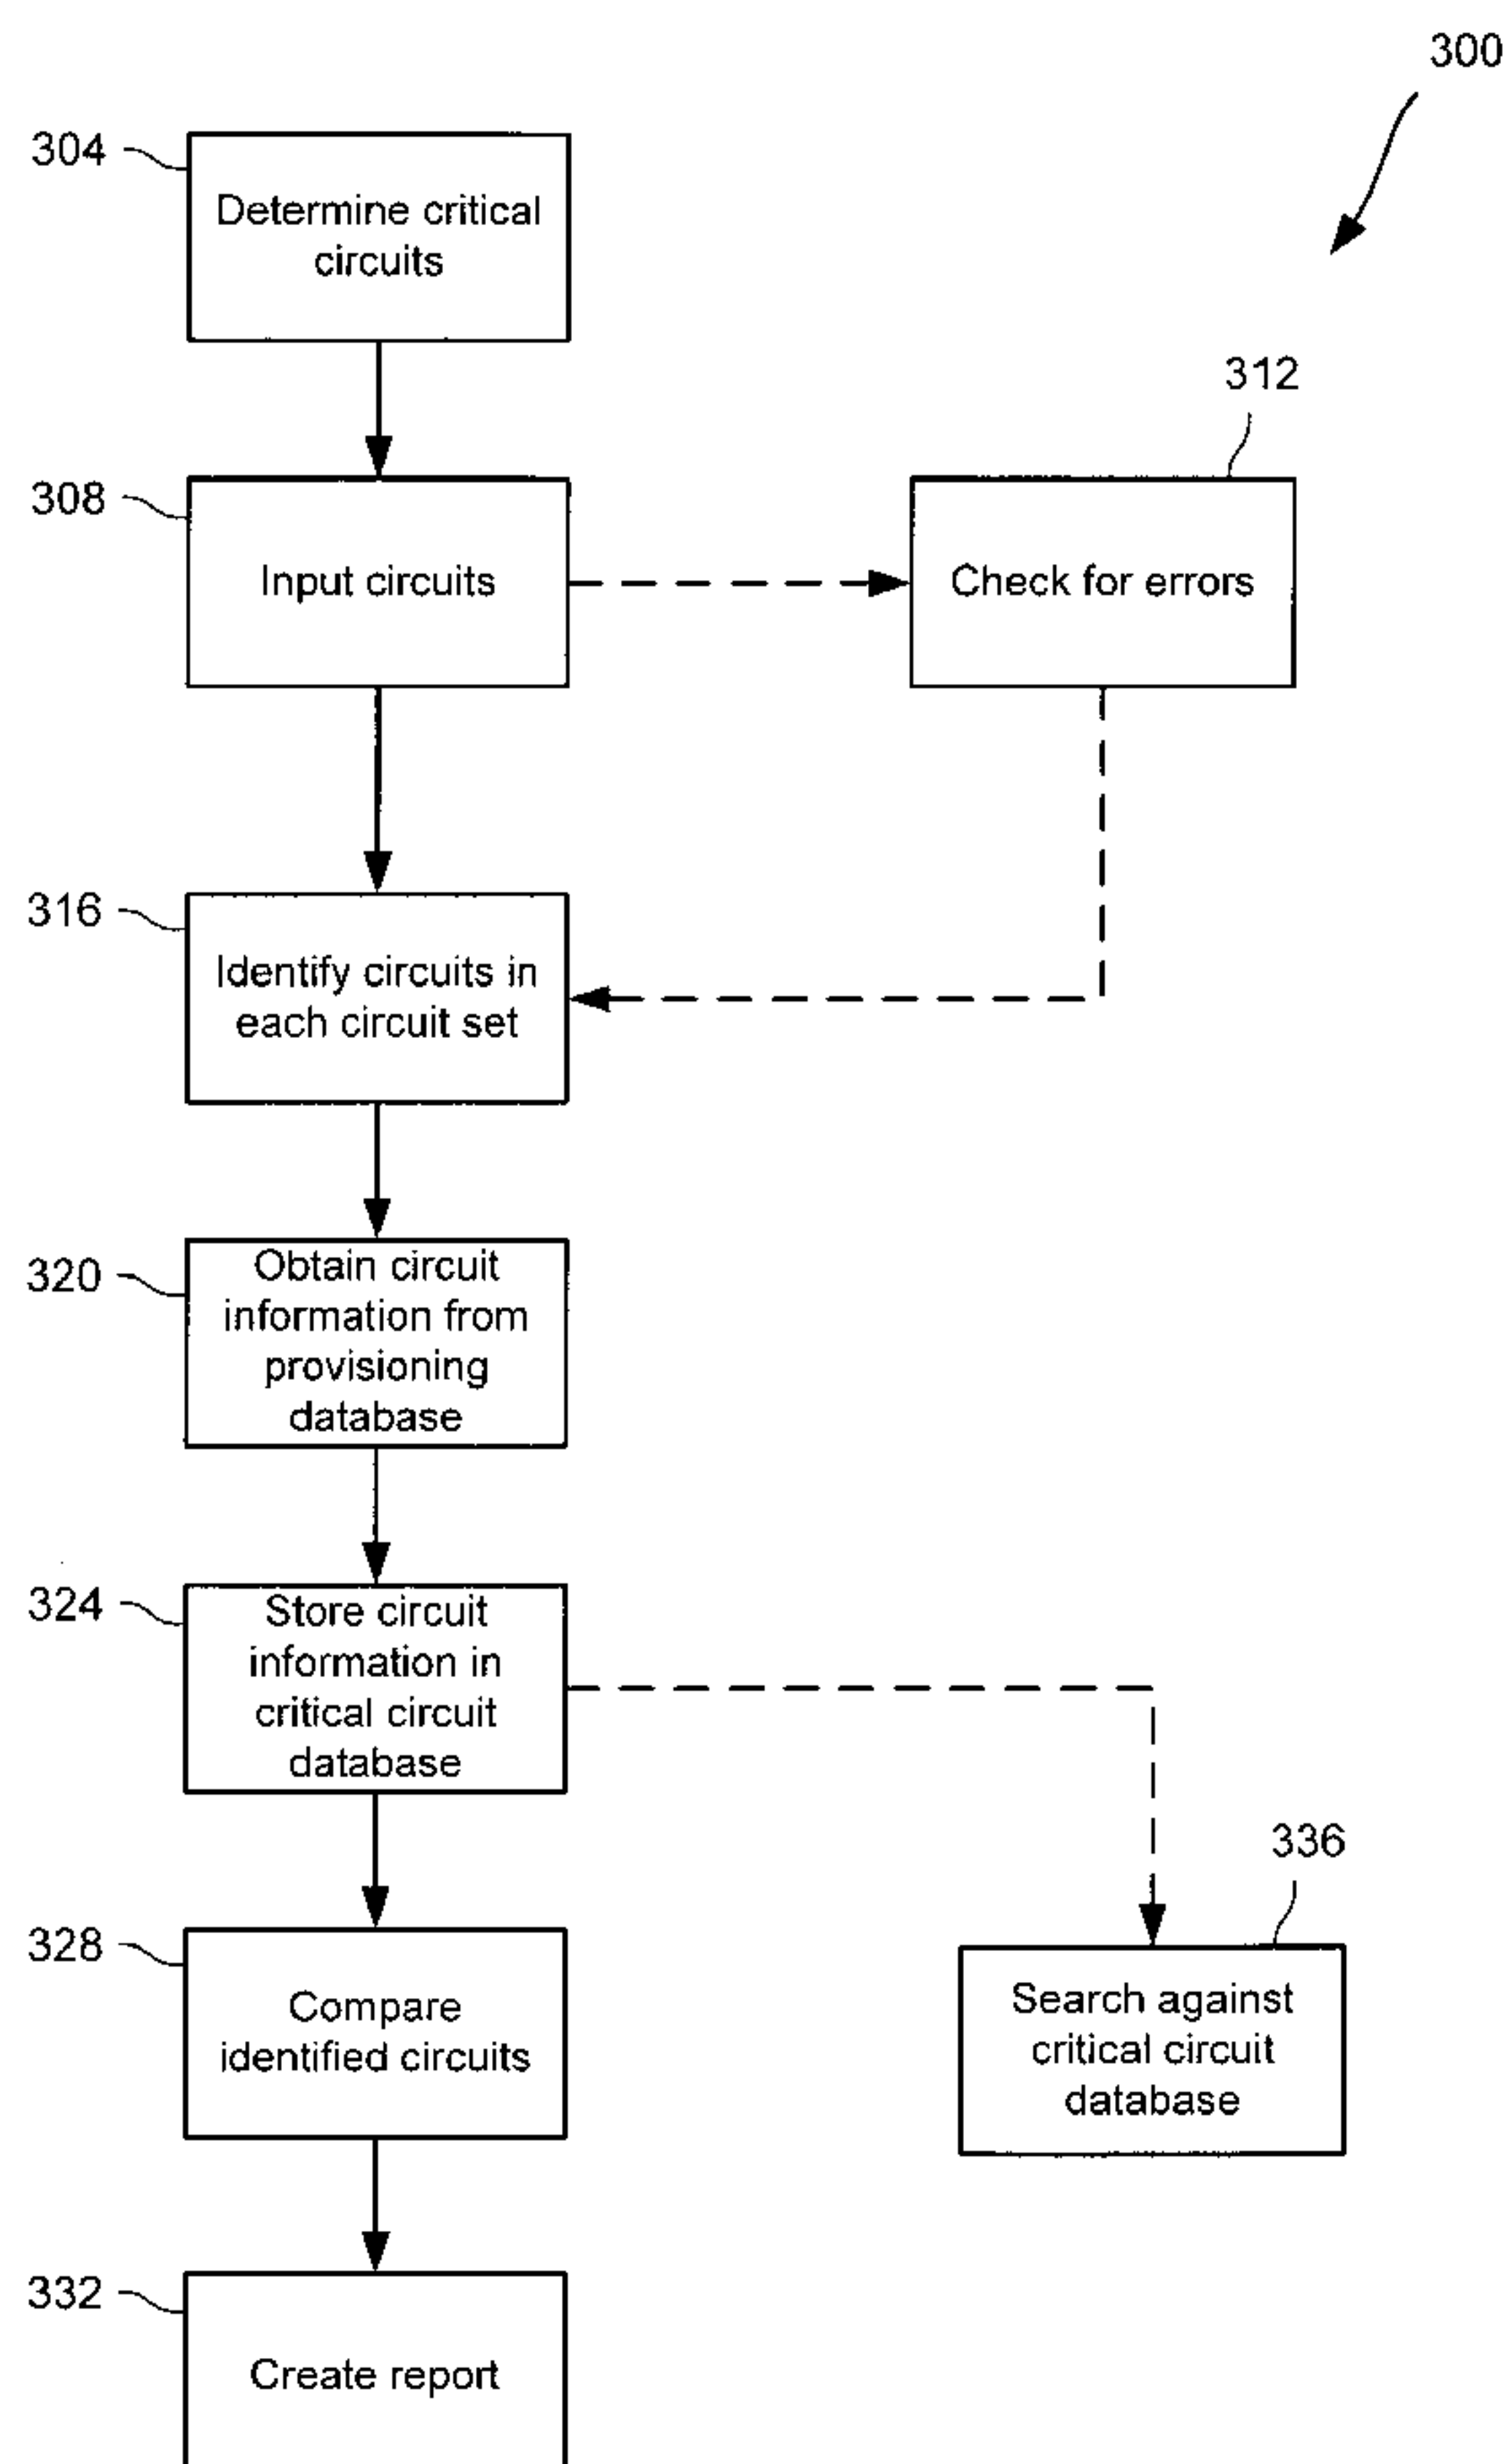 300
304
Determine critical
circuits
312
308
Input circuits
Check for errors
316
Identify circuits in
each circuit set
320
Obtain circuit
information from
provisioning
database
324
Store circuit
information in
critical circuit
database
336
328
Compare
identified circuits
Search against
critical circuit
database
332
Create report